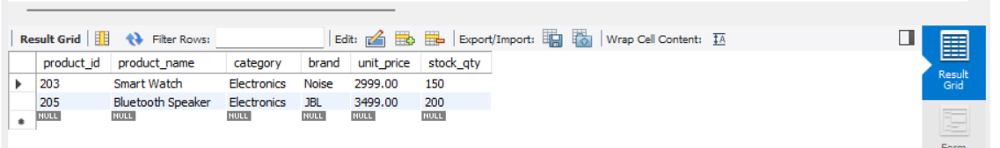 Result Grid Filter Rows: Edit: Export/Import: Wrap Cell Content: IA
product_id product_name category brand unit_price stock_qty
203 Smart Watch Electronics Noise 2999.00 150
205 Bluetooth Speaker Electronics JBL 3499.00 200
NULL NULL NULL NULL NULL NULL
Result
Grid
Form